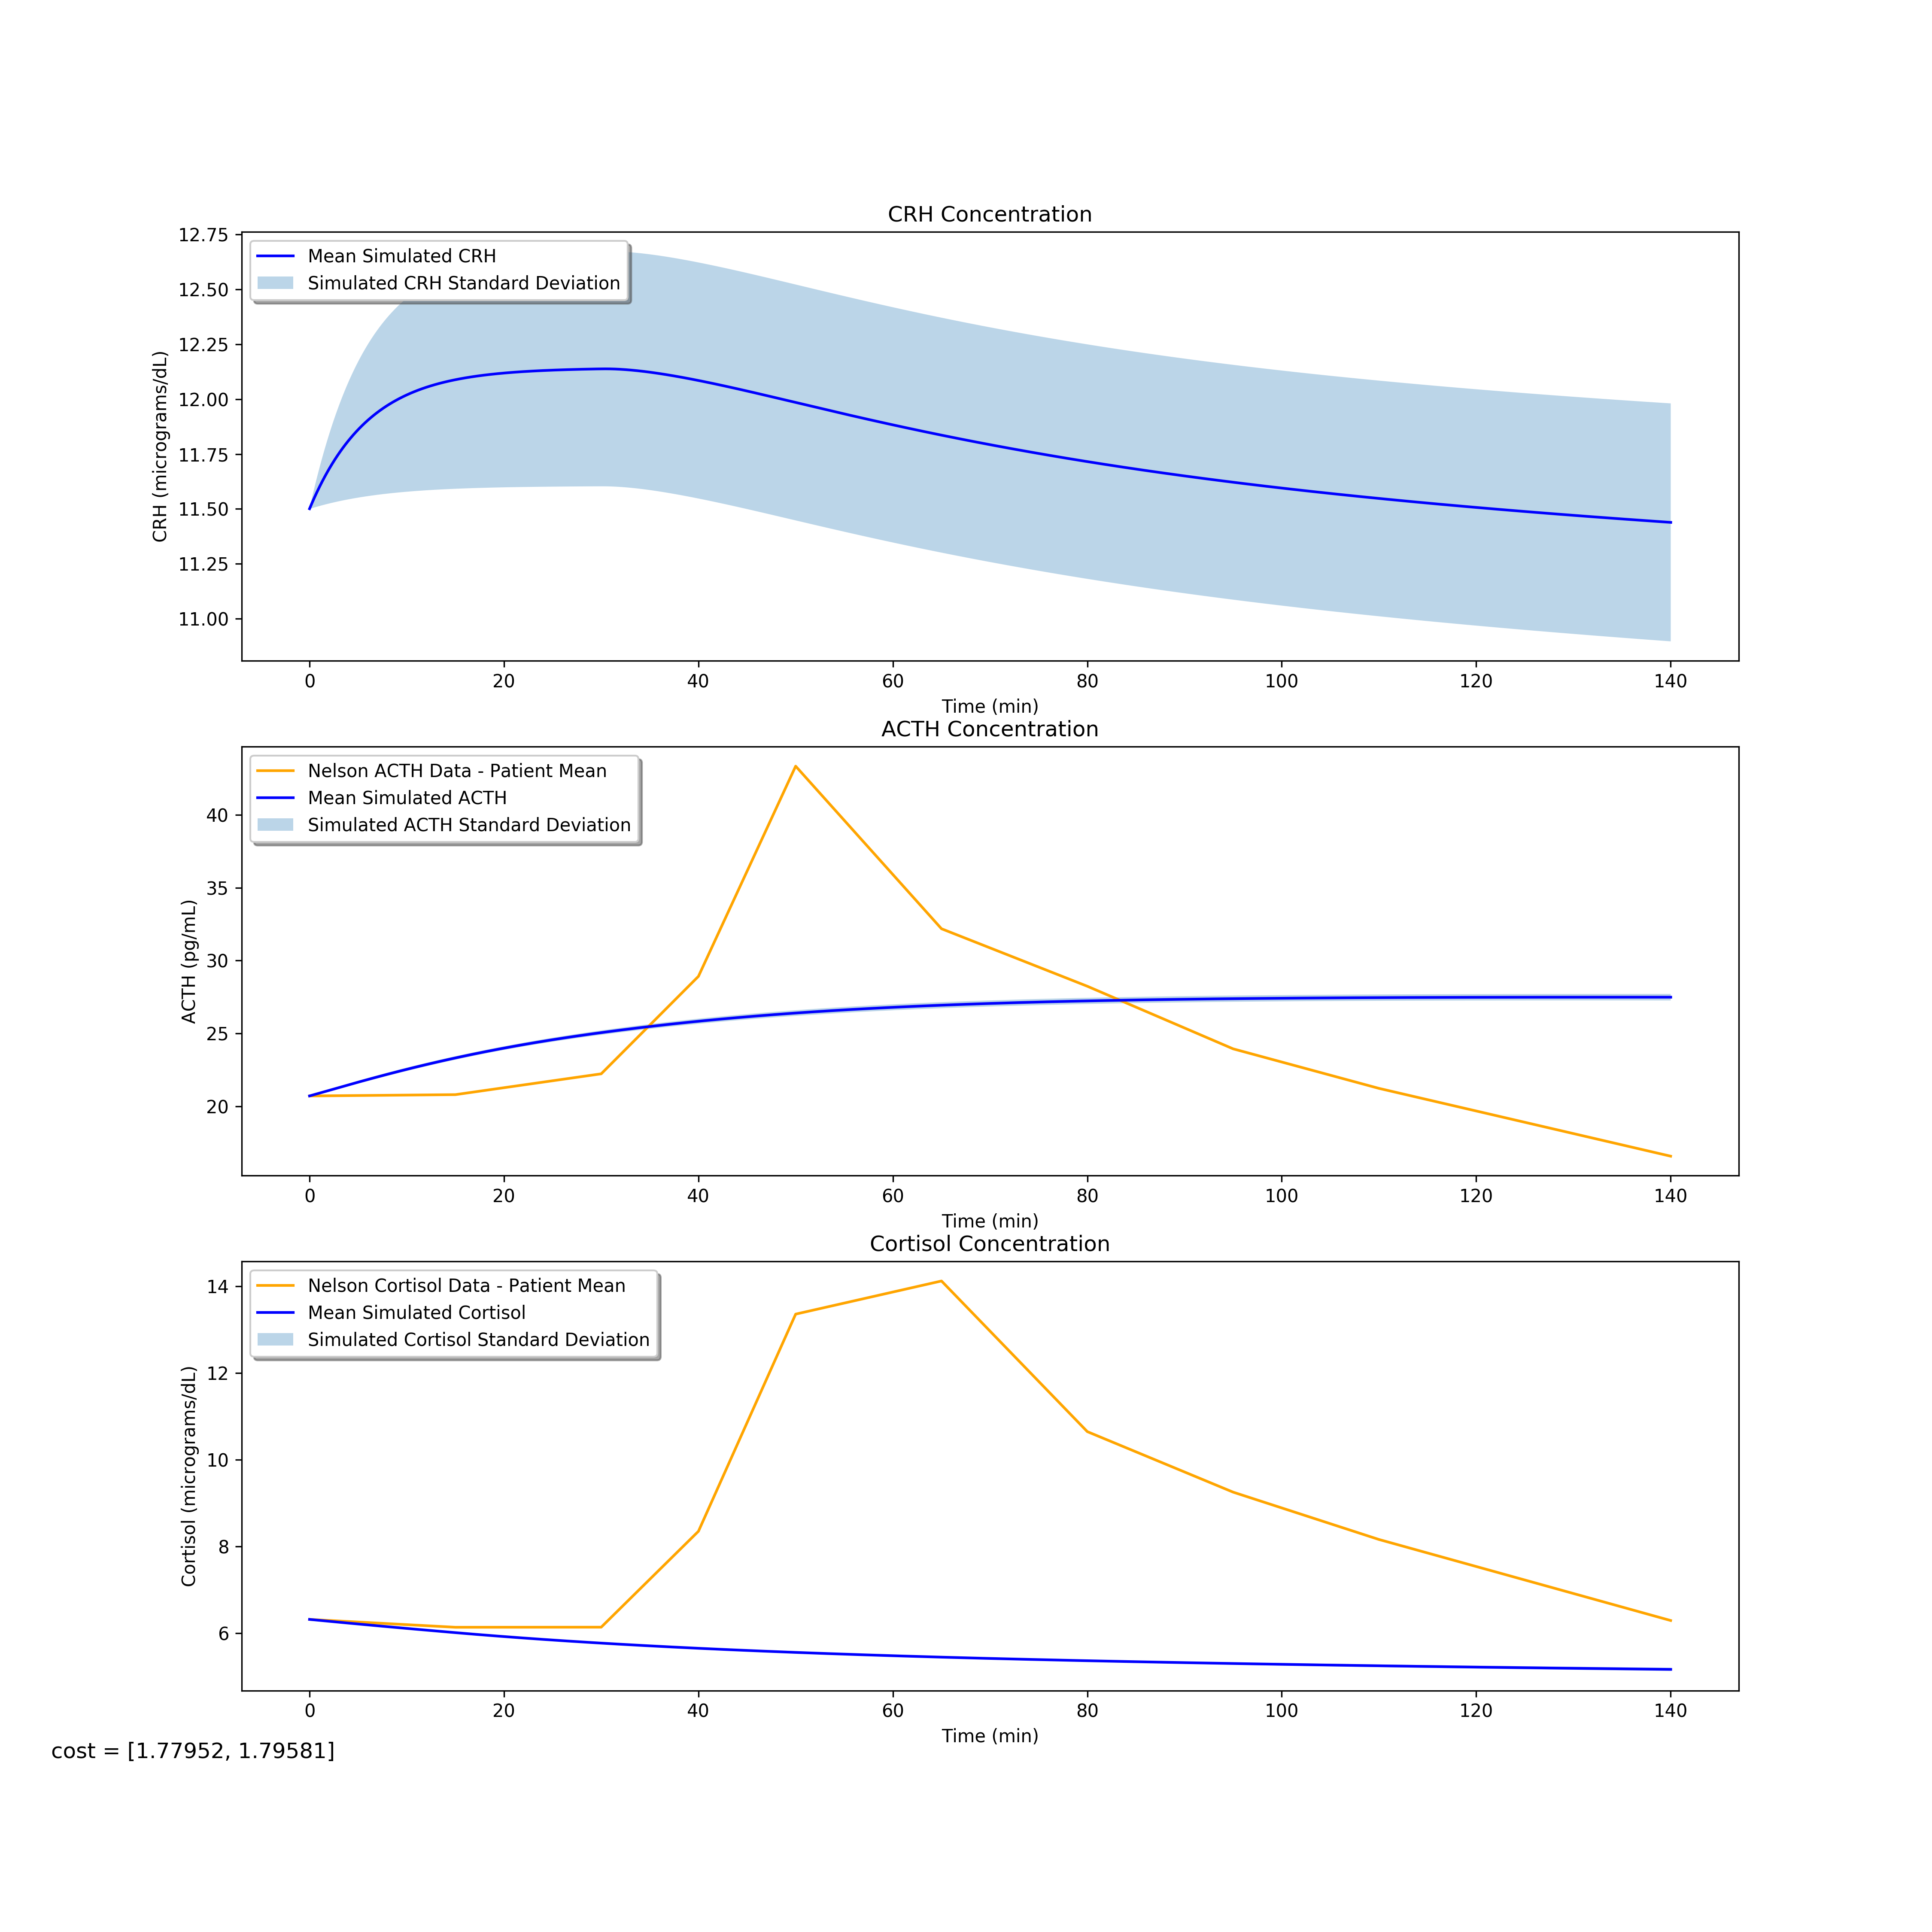 CRH Concentration
12.75
12.50
12.25
12.00
11.75
11.50
11.25
11.00
CRH (micrograms/dL)
Mean Simulated CRH
Simulated CRH Standard Deviation
0 20 40 60 80 100 120 140
Time (min)
ACTH Concentration
40
35
30
25
20
ACTH (pg/mL)
Nelson ACTH Data - Patient Mean
Mean Simulated ACTH
Simulated ACTH Standard Deviation
0 20 40 60 80 100 120 140
Time (min)
Cortisol Concentration
14
12
10
8
6
Cortisol (micrograms/dL)
Nelson Cortisol Data - Patient Mean
Mean Simulated Cortisol
Simulated Cortisol Standard Deviation
0 20 40 60 80 100 120 140
Time (min)
cost = [1.77952, 1.79581]